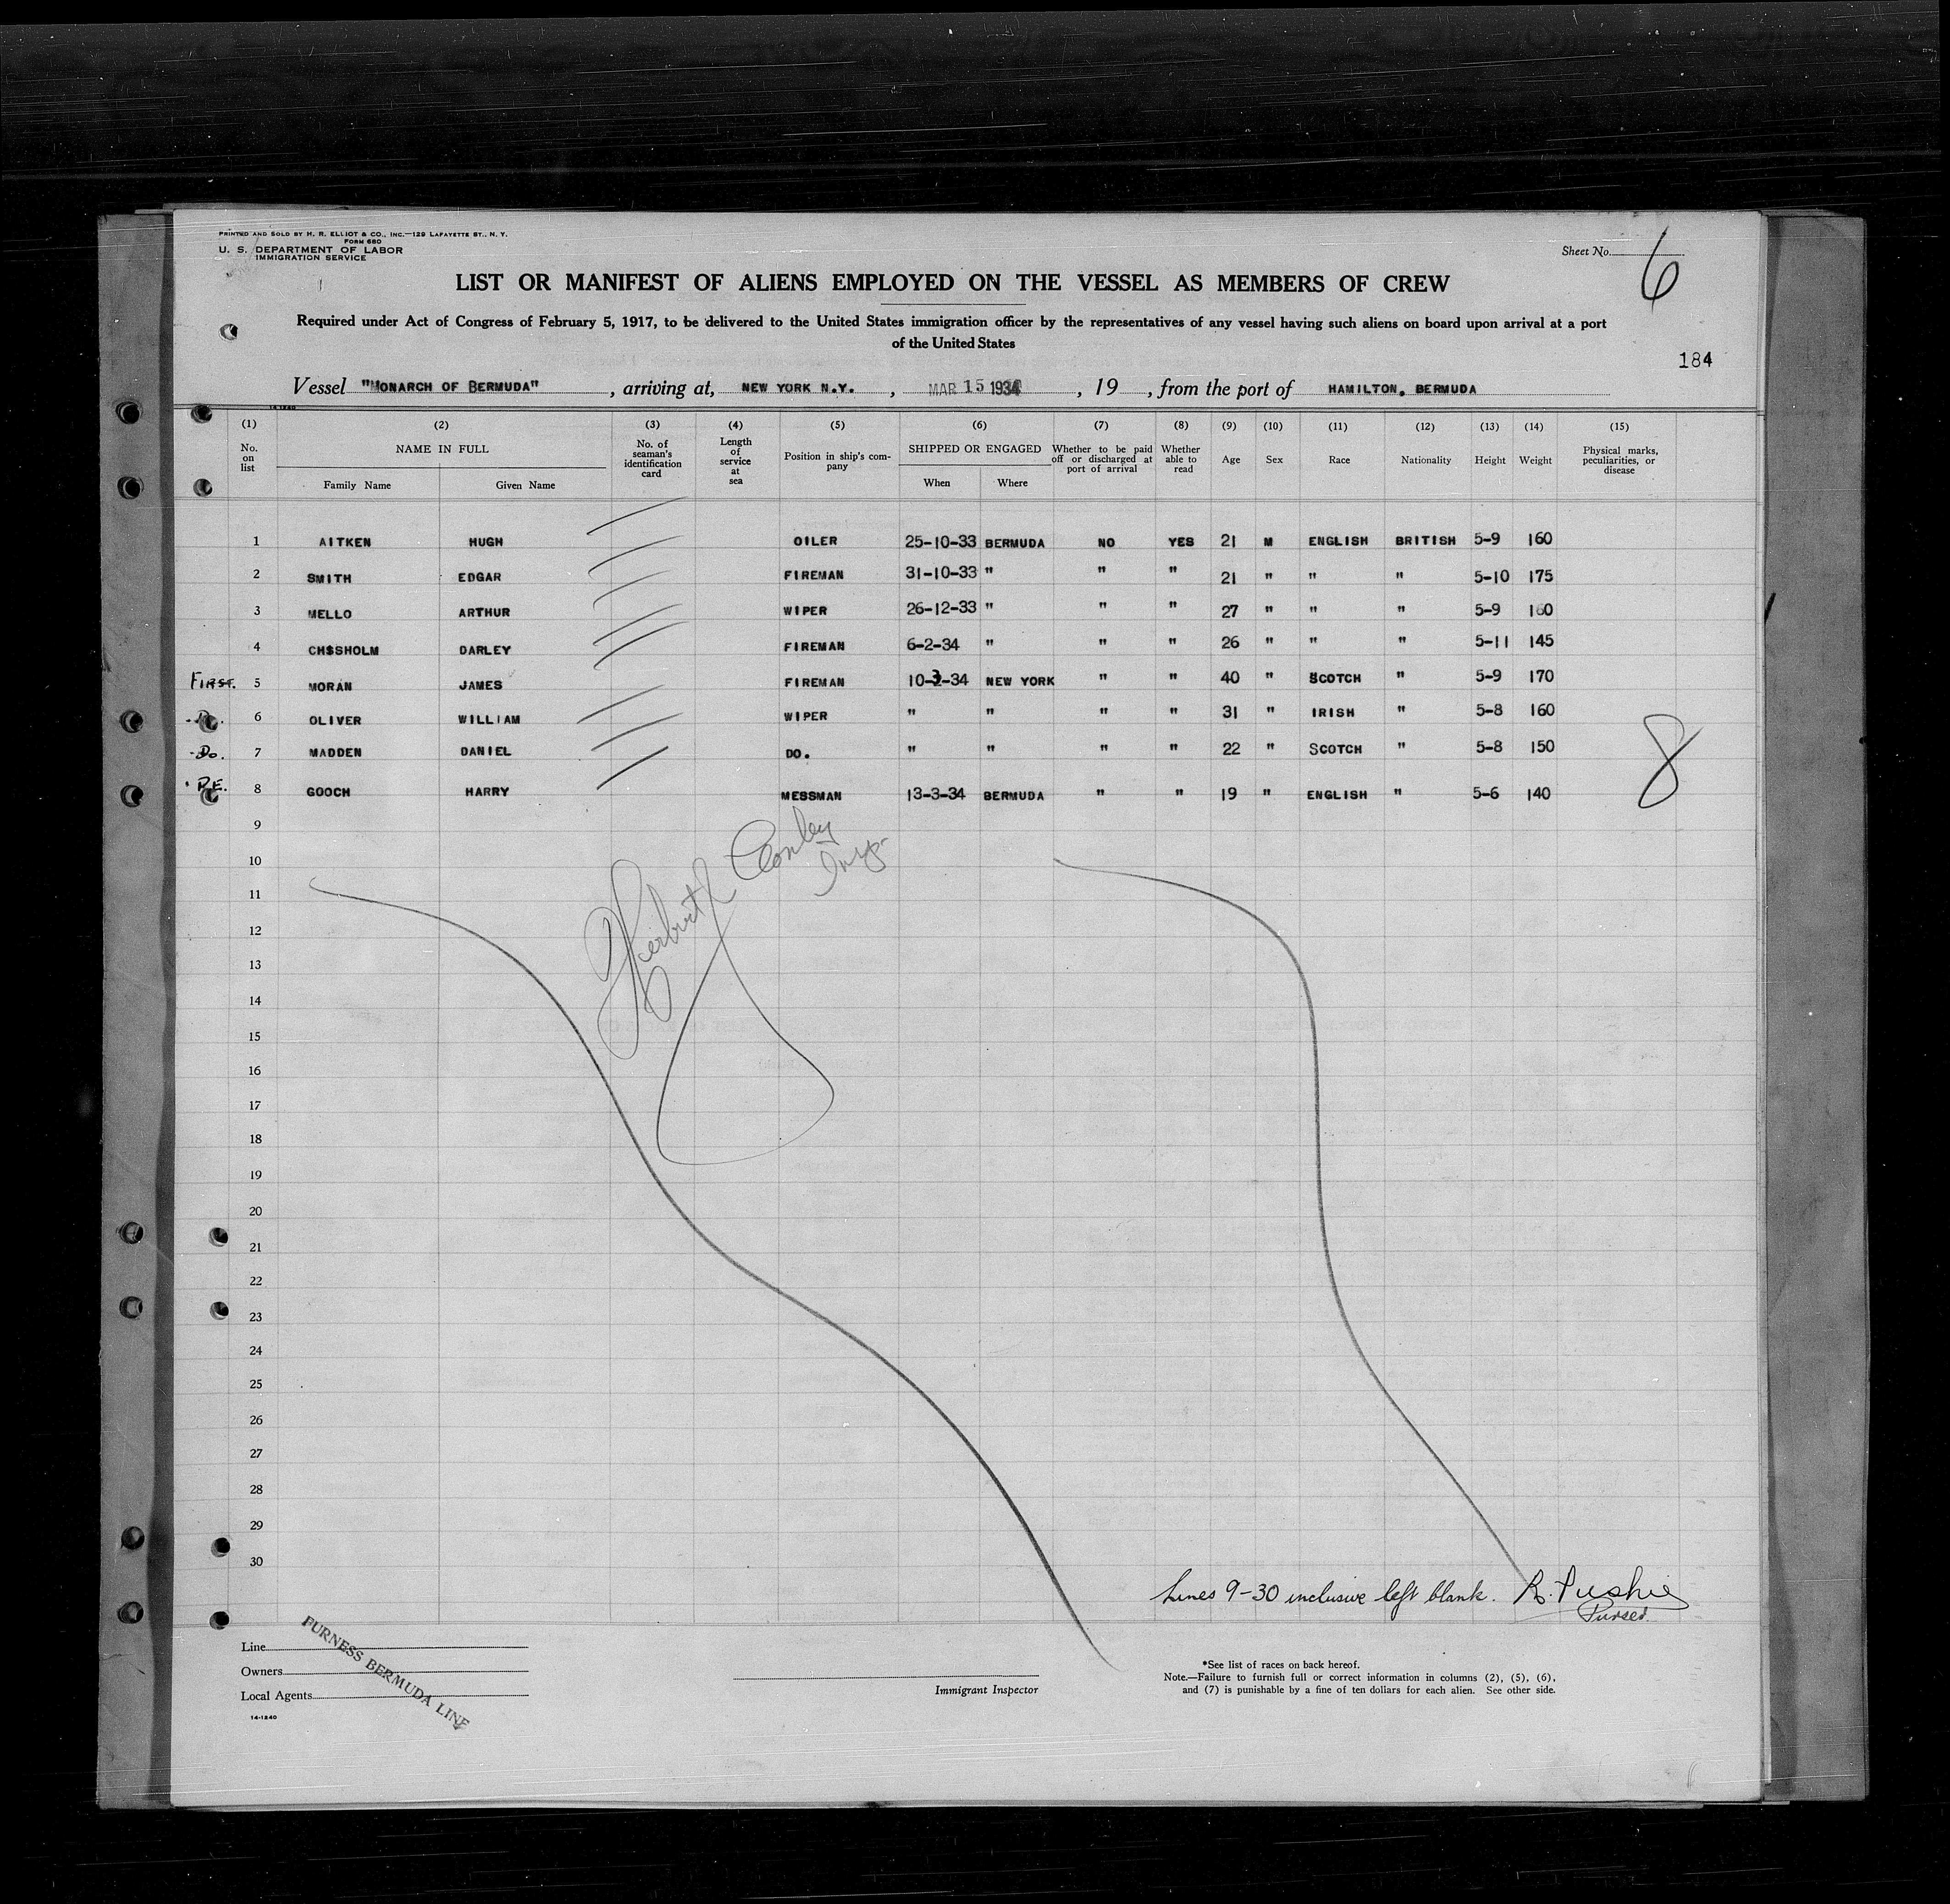 PRINTED AND SOLD BY H. R. ELLIOT & CO., INC.—129 LAFAYETTE ST., N. Y.
FORM 680
U. S. DEPARTMENT OF LABOR
IMMIGRATION SERVICE
Sheet No. 6
LIST OR MANIFEST OF ALIENS EMPLOYED ON THE VESSEL AS MEMBERS OF CREW
Required under Act of Congress of February 5, 1917, to be delivered to the United States immigration officer by the representatives of any vessel having such aliens on board upon arrival at a port
of the United States
184
Vessel "MONARCH OF BERMUDA", arriving at, NEW YORK N.Y., MAR 15 1934, 19, from the port of HAMILTON, BERMUDA
14-1240
(1) (2) (3) (4) (5) (6) (7) (8) (9) (10) (11) (12) (13) (14) (15)
No. on list NAME IN FULL Family Name Given Name No. of seaman's identification card Length of service at sea Position in ship's company SHIPPED OR ENGAGED When Where Whether to be paid off or discharged at port of arrival Whether able to read Age Sex Race Nationality Height Weight Physical marks, peculiarities, or disease
1 AITKEN HUGH OILER 25-10-33 BERMUDA NO YES 21 M ENGLISH BRITISH 5-9 160
2 SMITH EDGAR FIREMAN 31-10-33 " " " 21 " " " 5-10 175
3 MELLO ARTHUR WIPER 26-12-33 " " " 27 " " " 5-9 160
4 CHSSHOLM DARLEY FIREMAN 6-2-34 " " " 26 " " " 5-11 145
FIRST. 5 MORAN JAMES FIREMAN 10-3-34 NEW YORK " " 40 " SCOTCH " 5-9 170
6 OLIVER WILLIAM WIPER " " " " 31 " IRISH " 5-8 160
Do. 7 MADDEN DANIEL DO. " " " " 22 " SCOTCH " 5-8 150
8 GOOCH HARRY MESSMAN 13-3-34 BERMUDA " " 19 " ENGLISH " 5-6 140
8
9
10
11
12
13
14
15
16
17
18
19
20
21
22
23
24
25
26
27
28
29
30
Lines 9-30 inclusive left blank. R. Pushie
Purser.
Line
Owners
Local Agents
FURNESS BERMUDA LINE
14-1240
Immigrant Inspector
*See list of races on back hereof.
Note.—Failure to furnish full or correct information in columns (2), (5), (6),
and (7) is punishable by a fine of ten dollars for each alien. See other side.